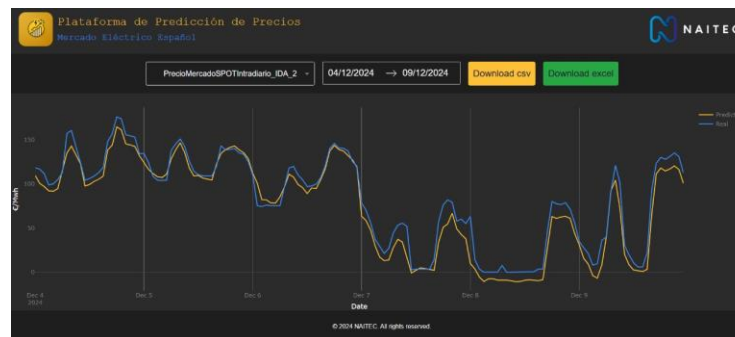 Plataforma de Predicción de Precios
Mercado Eléctrico Español
NAITEC
PrecioMercadoSPOTIntradiario_IDA_2
04/12/2024 → 09/12/2024
Download csv
Download excel
Real
150
100
50
0
€/Mwh
Dec 4
2024
Dec 5
Dec 6
Dec 7
Dec 8
Dec 9
Date
© 2024 NAITEC. All rights reserved.